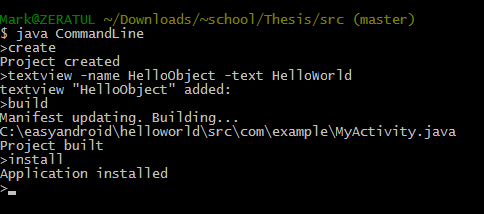 Mark@ZERATUL ~/Downloads/~school/Thesis/src (master)
$ java CommandLine
>create
Project created
>textview -name HelloObject -text HelloWorld
textview "HelloObject" added:
>build
Manifest updating. Building...
C:\easyandroid\helloworld\src\com\example\MyActivity.java
Project built
>install
Application installed
>